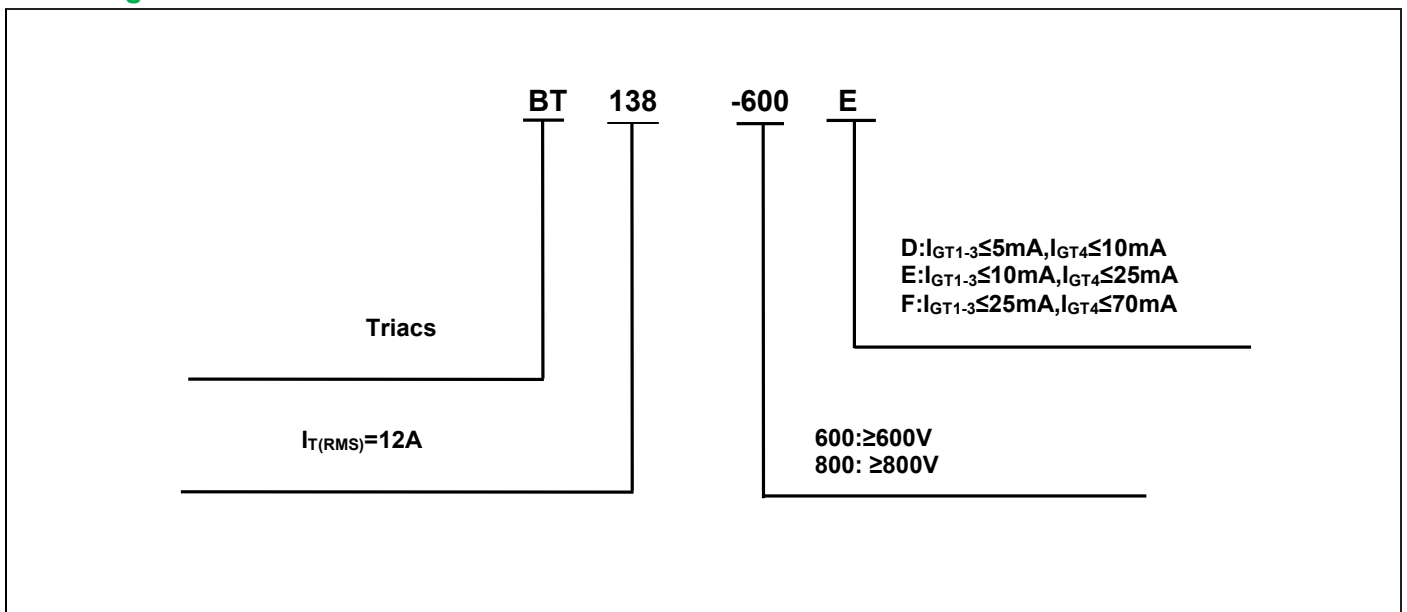 BT 138 -600 E
D:IGT1-3≤5mA,IGT4≤10mA
E:IGT1-3≤10mA,IGT4≤25mA
F:IGT1-3≤25mA,IGT4≤70mA
Triacs
IT(RMS)=12A
600:≥600V
800: ≥800V